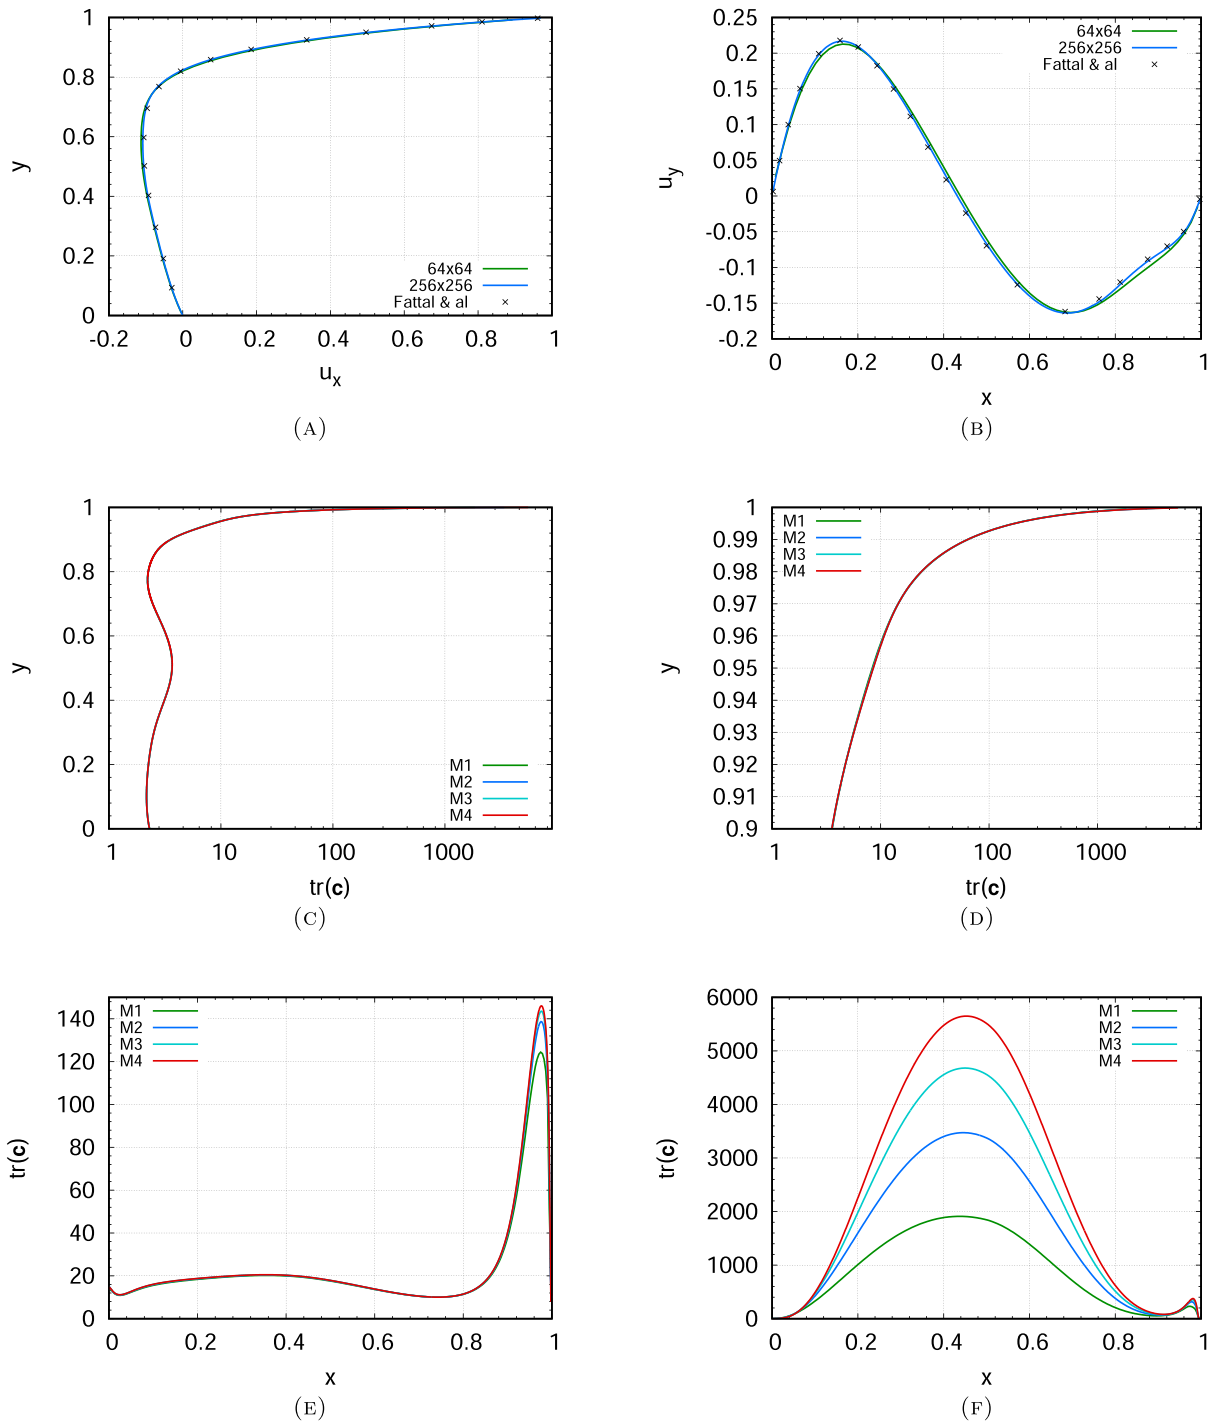 1
0.8
0.6
0.4
0.2
0
y
64x64
256x256
Fattal & al
-0.2 0 0.2 0.4 0.6 0.8 1
ux
(A)
0.25
0.2
0.15
0.1
0.05
0
-0.05
-0.1
-0.15
-0.2
uy
64x64
256x256
Fattal & al
0 0.2 0.4 0.6 0.8 1
x
(B)
1
0.8
0.6
0.4
0.2
0
y
M1
M2
M3
M4
1 10 100 1000
tr(c)
(C)
1
0.99
0.98
0.97
0.96
0.95
0.94
0.93
0.92
0.91
0.9
y
M1
M2
M3
M4
1 10 100 1000
tr(c)
(D)
140
120
100
80
60
40
20
0
tr(c)
M1
M2
M3
M4
0 0.2 0.4 0.6 0.8 1
x
(E)
6000
5000
4000
3000
2000
1000
0
tr(c)
M1
M2
M3
M4
0 0.2 0.4 0.6 0.8 1
x
(F)